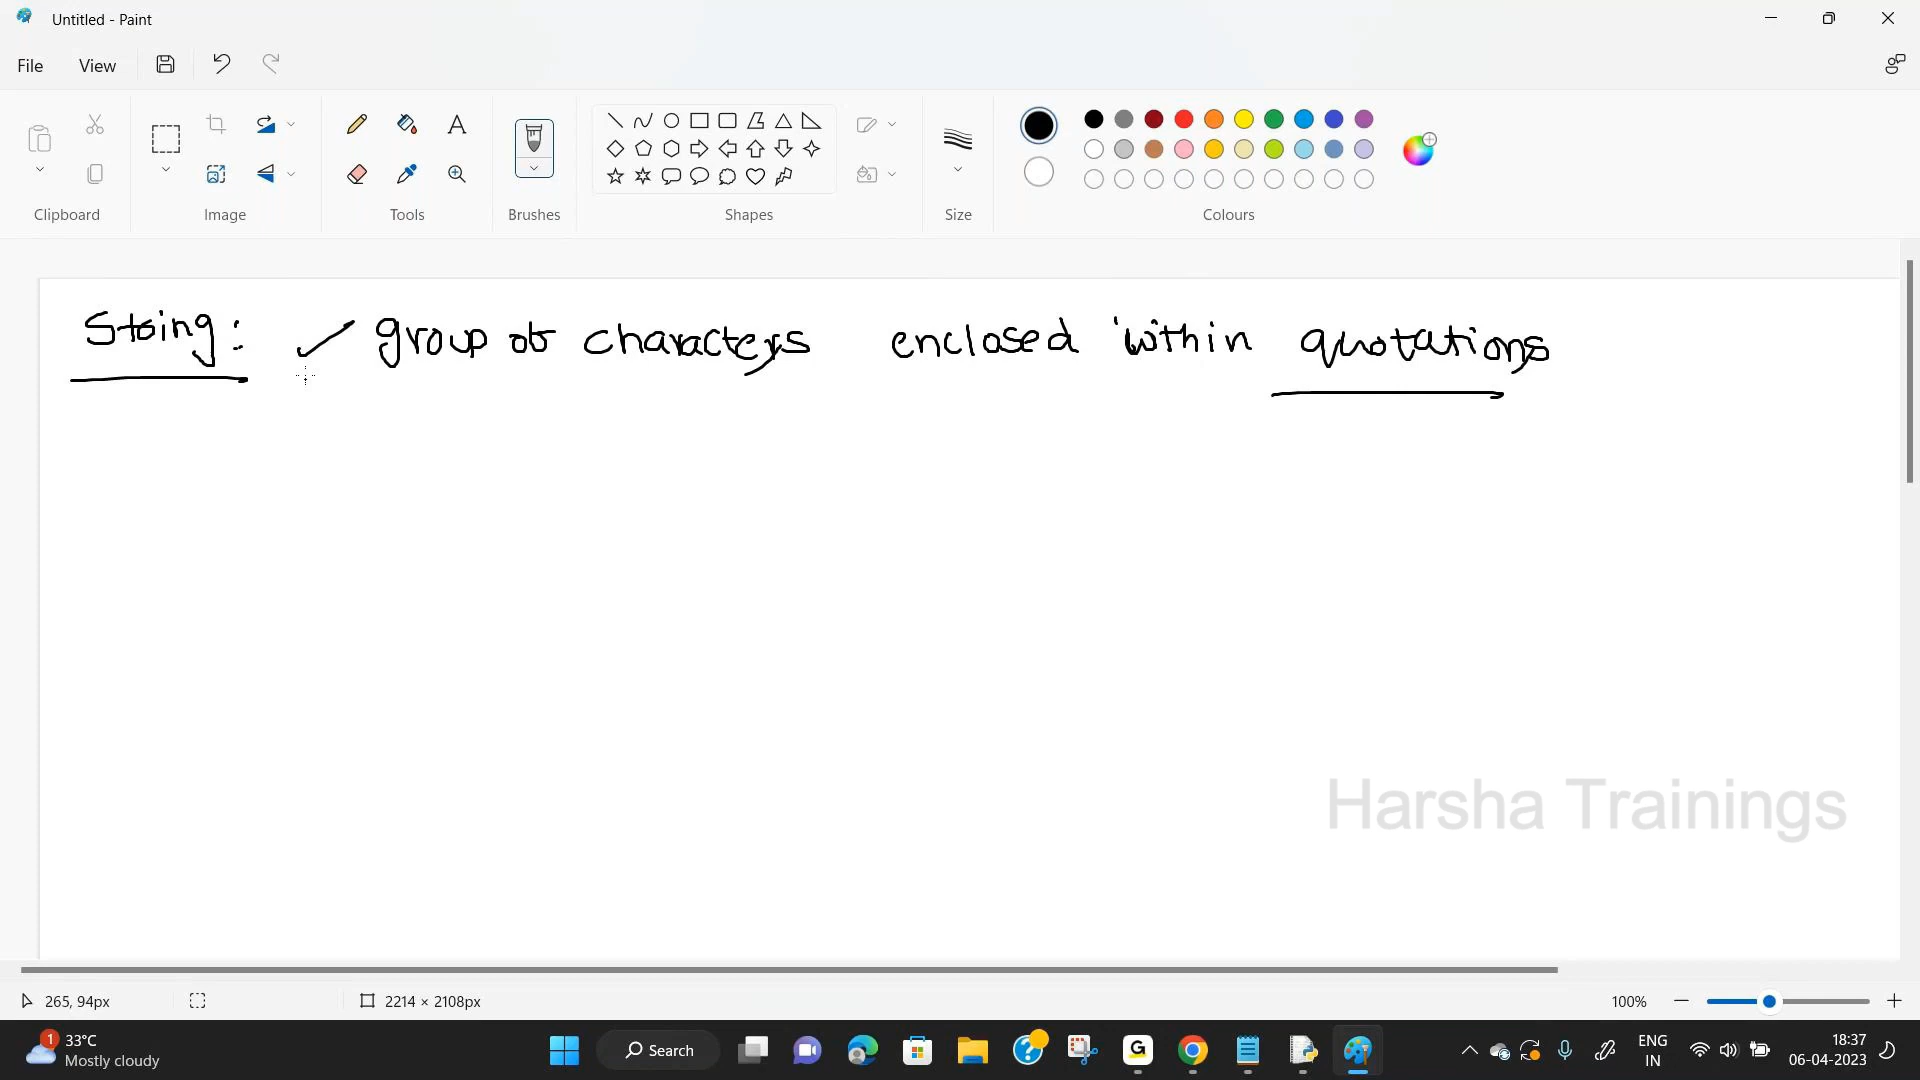 Untitled - Paint
File View
Clipboard Image Tools Brushes Shapes Size Colours
String: ✓ group of characters enclosed within quotations
Harsha Trainings
265, 94px 2214 × 2108px 100%
1 33°C
Mostly cloudy
Search
ENG
IN
18:37
06-04-2023